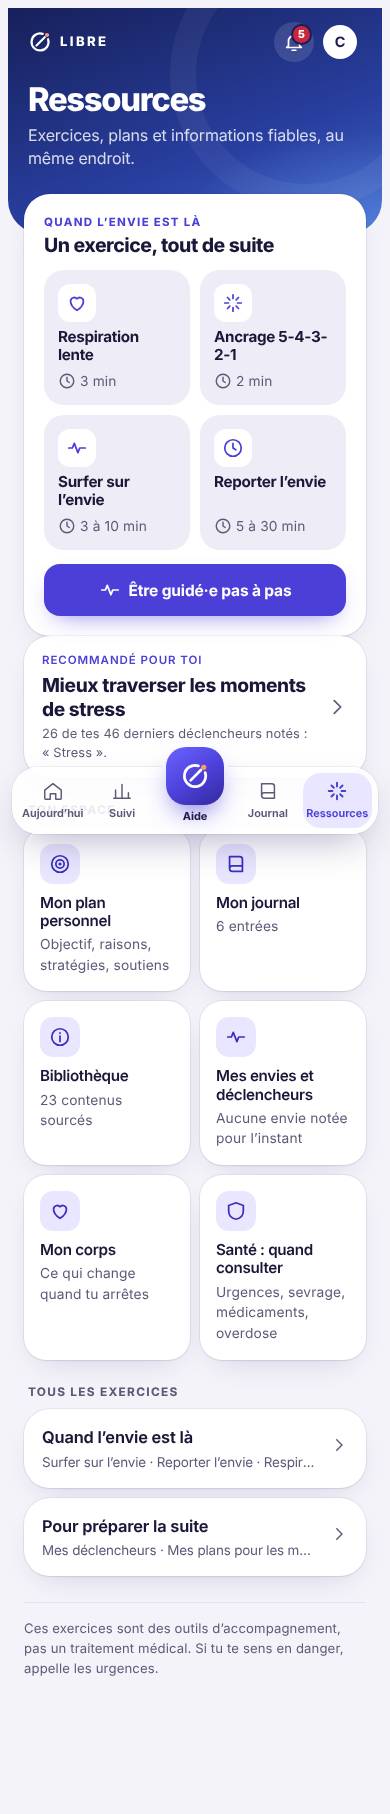 LIBRE
5
C
Ressources
Exercices, plans et informations fiables, au
même endroit.
QUAND L’ENVIE EST LÀ
Un exercice, tout de suite
Respiration
lente
3 min
Ancrage 5-4-3-
2-1
2 min
Surfer sur
l’envie
3 à 10 min
Reporter l’envie
5 à 30 min
Être guidé·e pas à pas
RECOMMANDÉ POUR TOI
Mieux traverser les moments
de stress
26 de tes 46 derniers déclencheurs notés :
« Stress ».
Aujourd’hui
Suivi
Aide
Journal
Ressources
Mon plan
personnel
Objectif, raisons,
stratégies, soutiens
Mon journal
6 entrées
Bibliothèque
23 contenus
sourcés
Mes envies et
déclencheurs
Aucune envie notée
pour l’instant
Mon corps
Ce qui change
quand tu arrêtes
Santé : quand
consulter
Urgences, sevrage,
médicaments,
overdose
TOUS LES EXERCICES
Quand l’envie est là
Surfer sur l’envie · Reporter l’envie · Respir…
Pour préparer la suite
Mes déclencheurs · Mes plans pour les m…
Ces exercices sont des outils d’accompagnement,
pas un traitement médical. Si tu te sens en danger,
appelle les urgences.